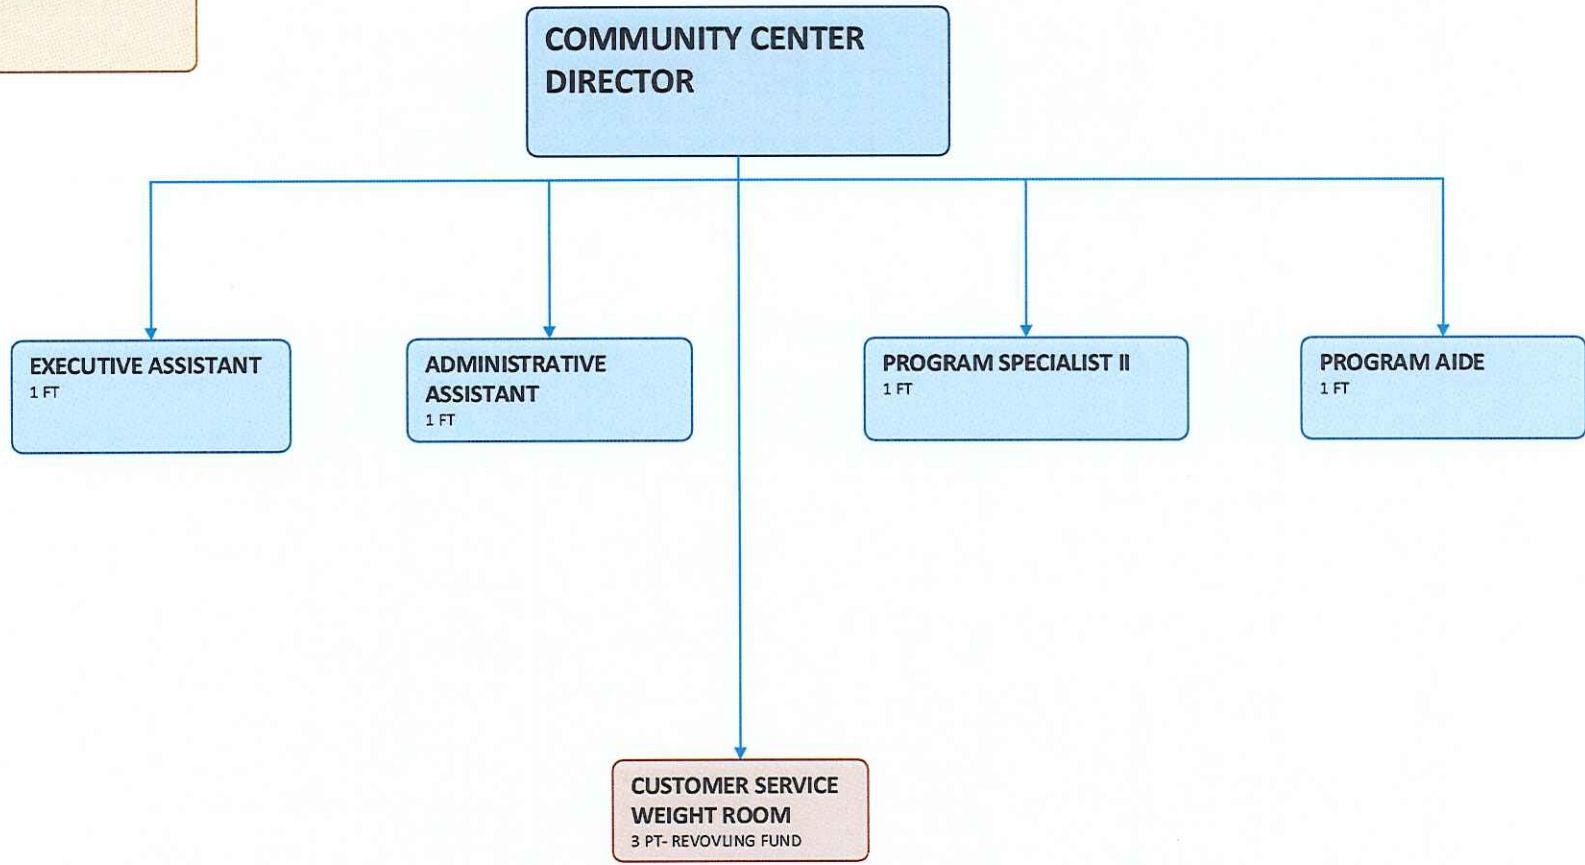 COMMUNITY CENTER
DIRECTOR
EXECUTIVE ASSISTANT
1 FT
ADMINISTRATIVE
ASSISTANT
1 FT
PROGRAM SPECIALIST II
1 FT
PROGRAM AIDE
1 FT
CUSTOMER SERVICE
WEIGHT ROOM
3 PT- REVOVLING FUND